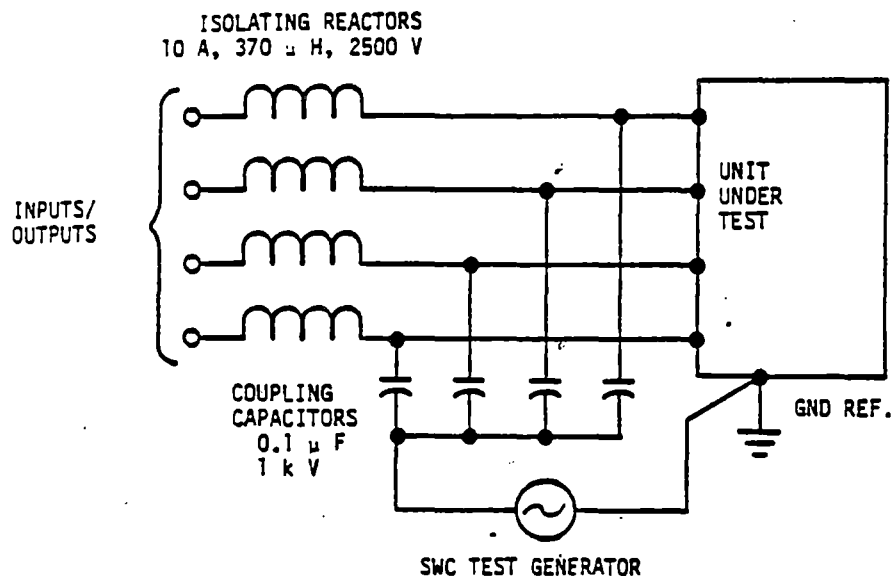 ISOLATING REACTORS
10 A, 370 μ H, 2500 V
INPUTS/
OUTPUTS
UNIT
UNDER
TEST
COUPLING
CAPACITORS
0.1 μ F
1 k V
GND REF.
SWC TEST GENERATOR